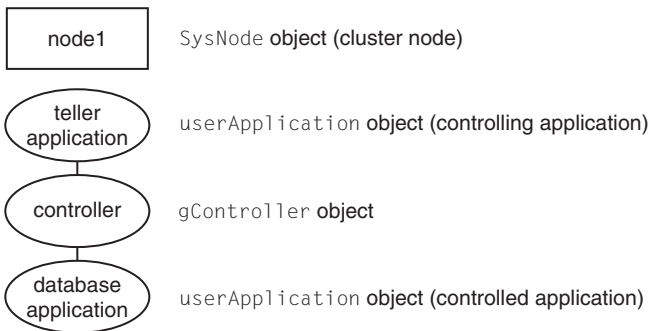 node1 SysNode object (cluster node)
teller
application
userApplication object (controlling application)
controller gController object
database
application
userApplication object (controlled application)